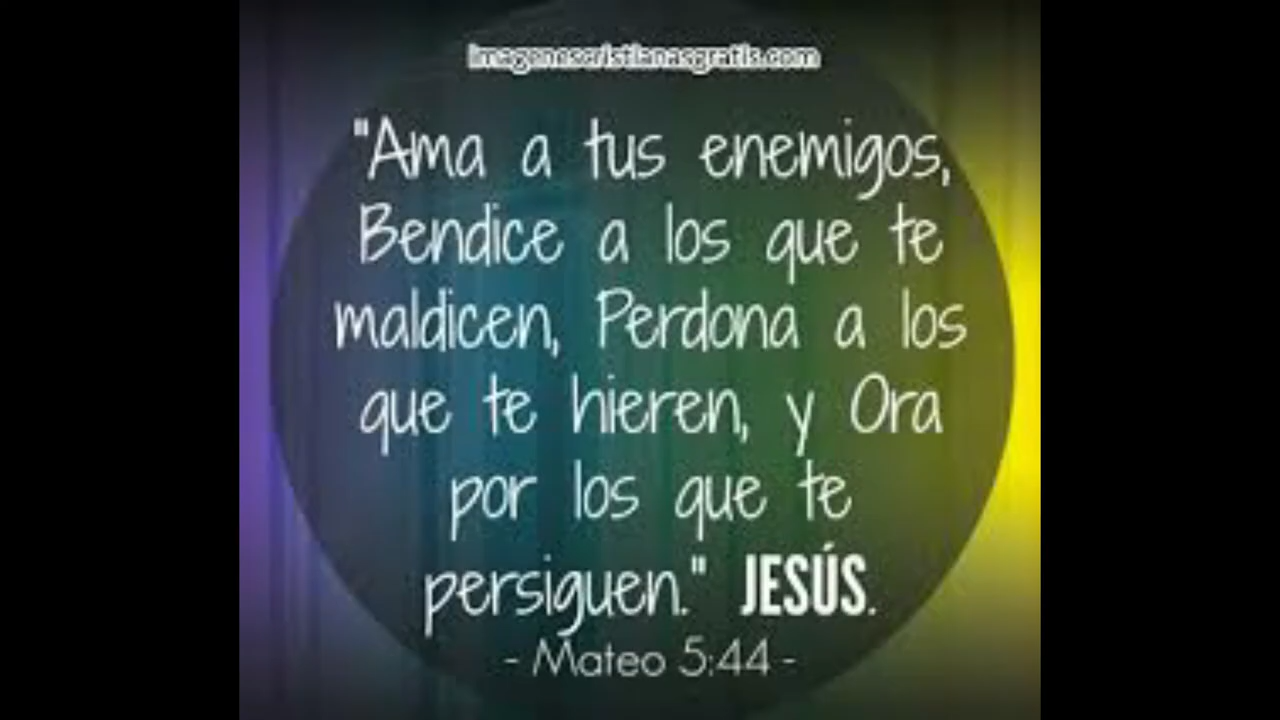 imagenescristianasgratis.com
"Ama a tus enemigos,
Bendice a los que te
maldicen, Perdona a los
que te hieren, y Ora
por los que te
persiguen." JESÚS.
- Mateo 5:44 -